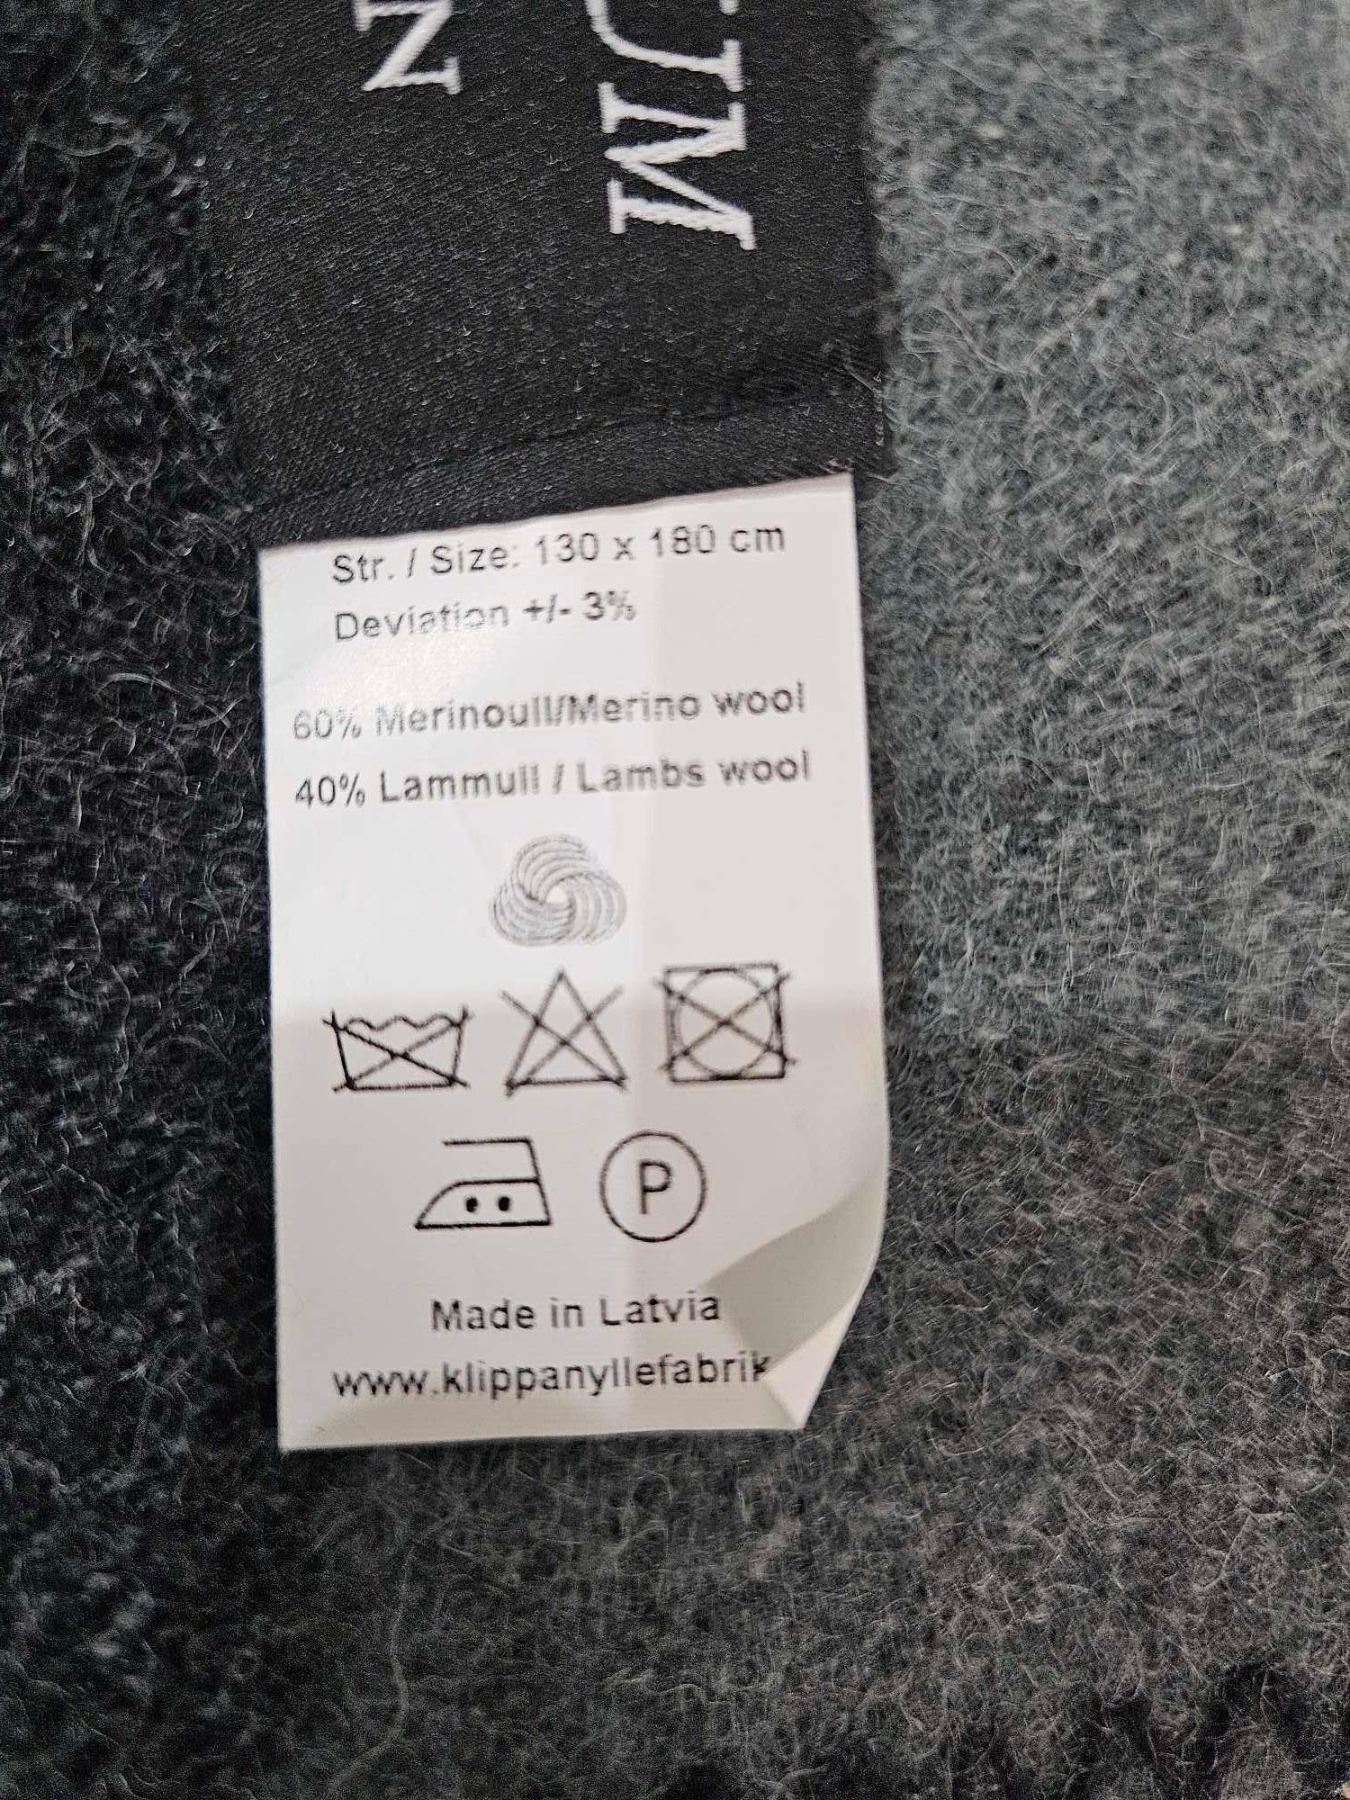 UM
N
Str. / Size: 130 x 180 cm
Deviation +/- 3%
60% Merinoull/Merino wool
40% Lammull / Lambs wool
P
Made in Latvia
www.klippanyllefabrik